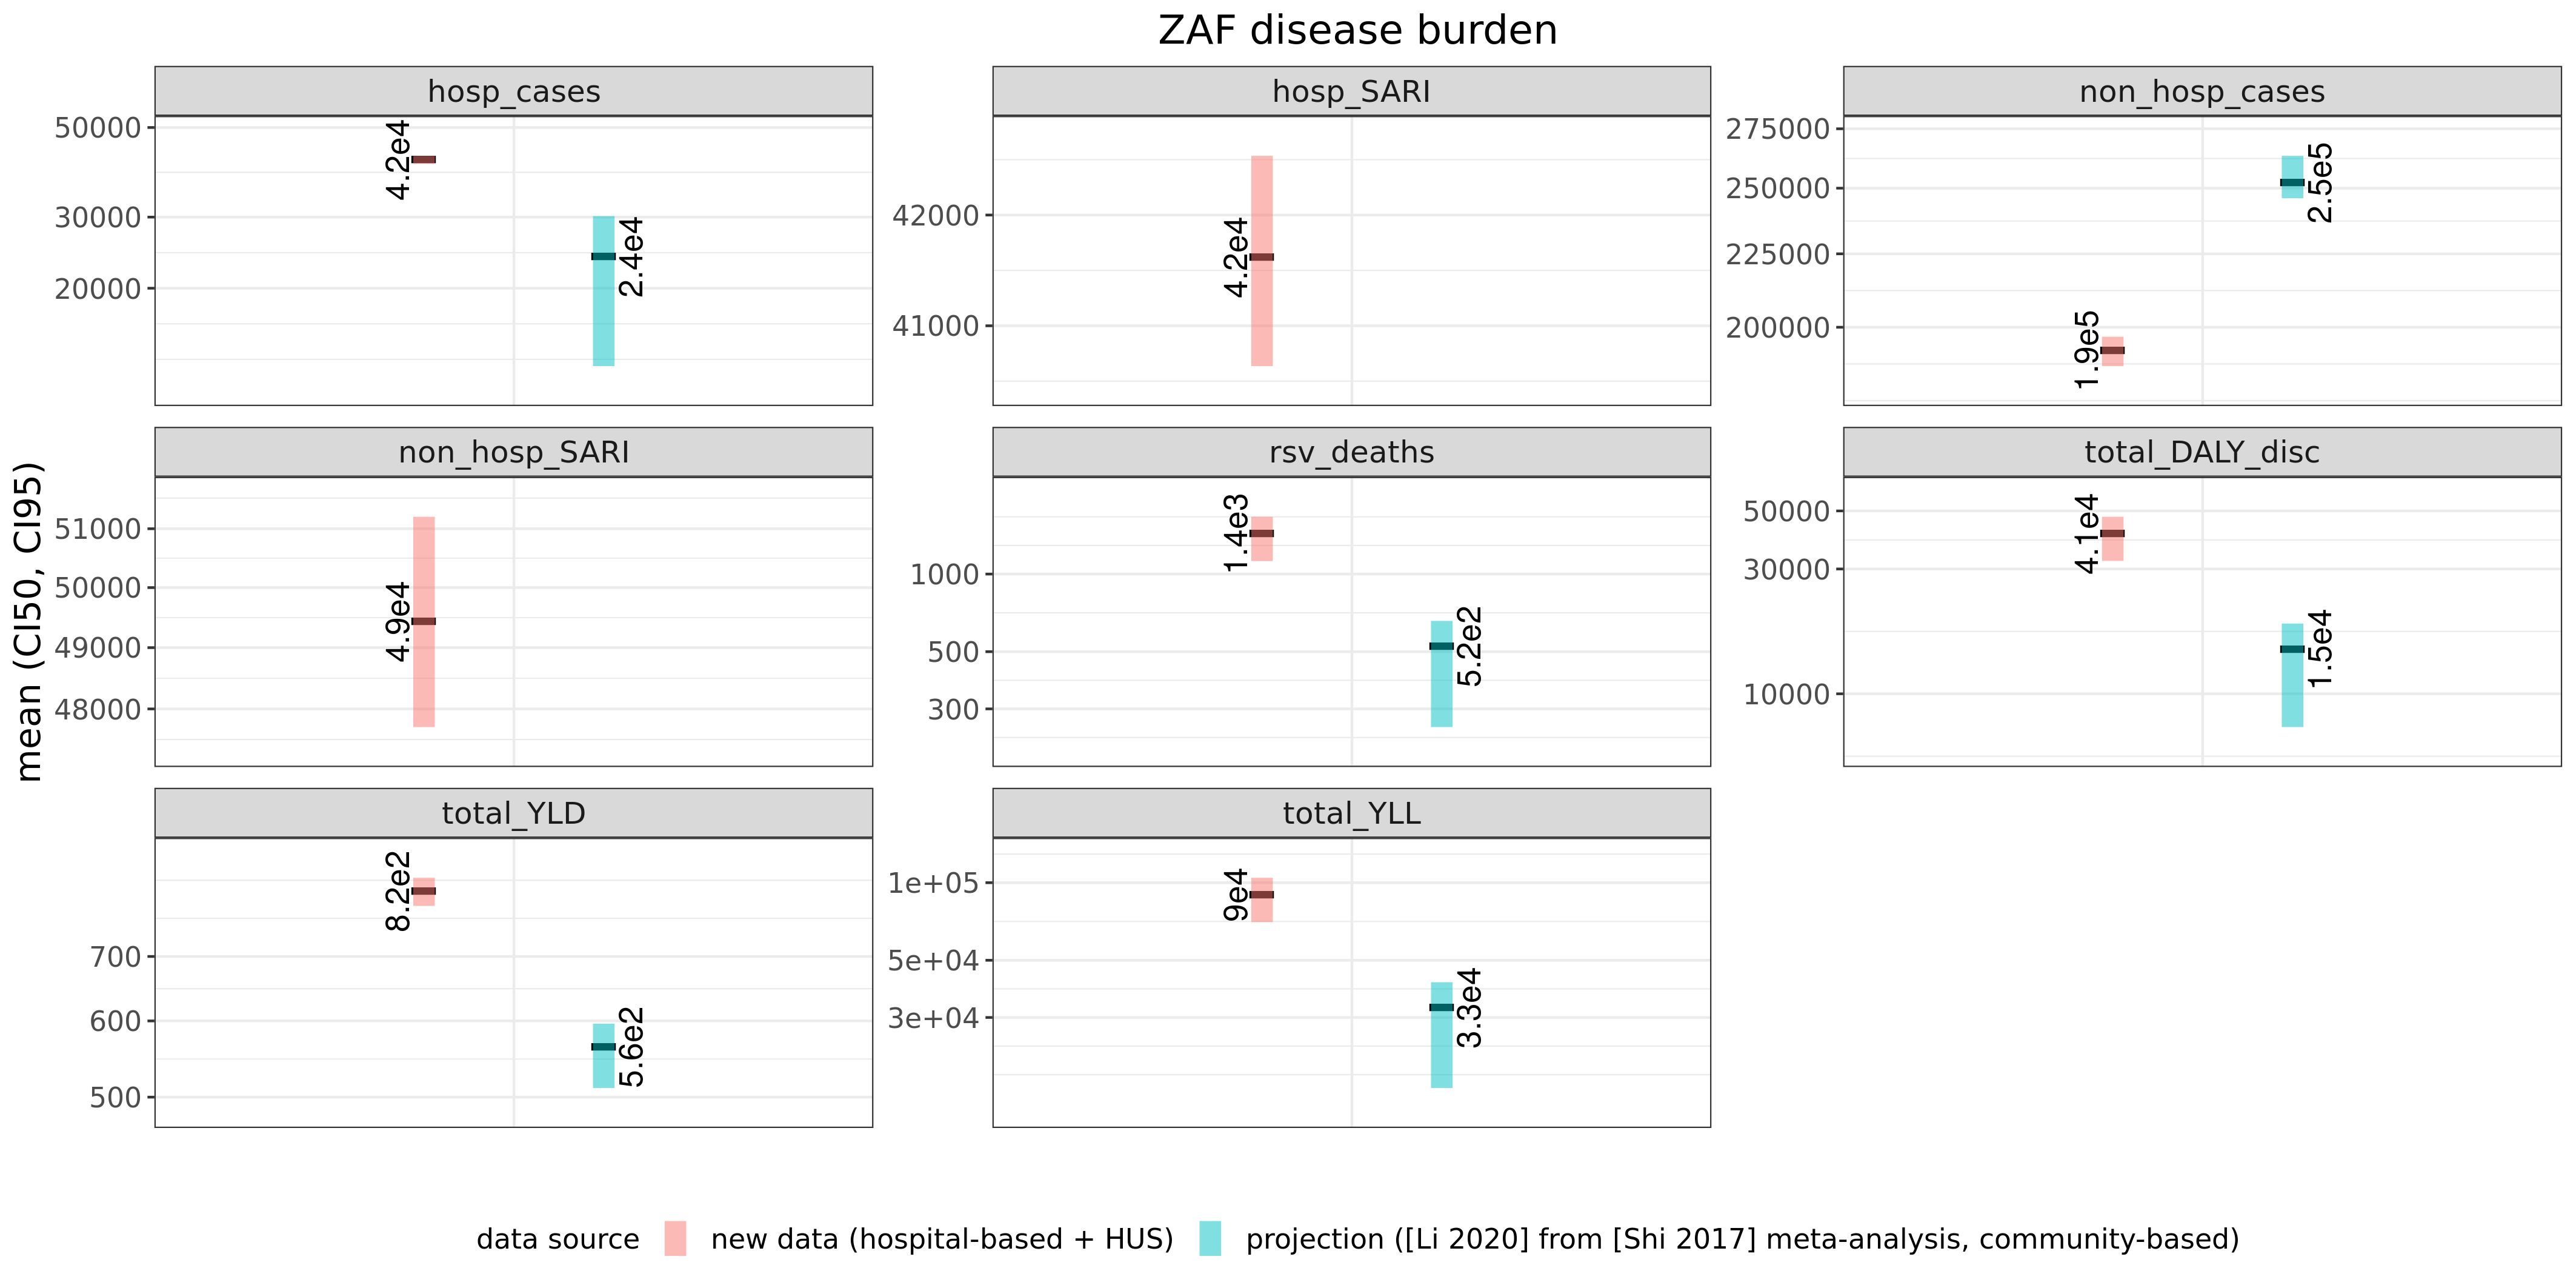 ZAF disease burden
hosp_cases
hosp_SARI
non_hosp_cases
50000
30000
20000
4.2e4
2.4e4
42000
41000
4.2e4
275000
250000
225000
200000
1.9e5
2.5e5
mean (CI50, CI95)
non_hosp_SARI
rsv_deaths
total_DALY_disc
51000
50000
49000
48000
4.9e4
1000
500
300
1.4e3
5.2e2
50000
30000
10000
4.1e4
1.5e4
total_YLD
total_YLL
700
600
500
8.2e2
5.6e2
1e+05
5e+04
3e+04
9e4
3.3e4
data source new data (hospital-based + HUS) projection ([Li 2020] from [Shi 2017] meta-analysis, community-based)